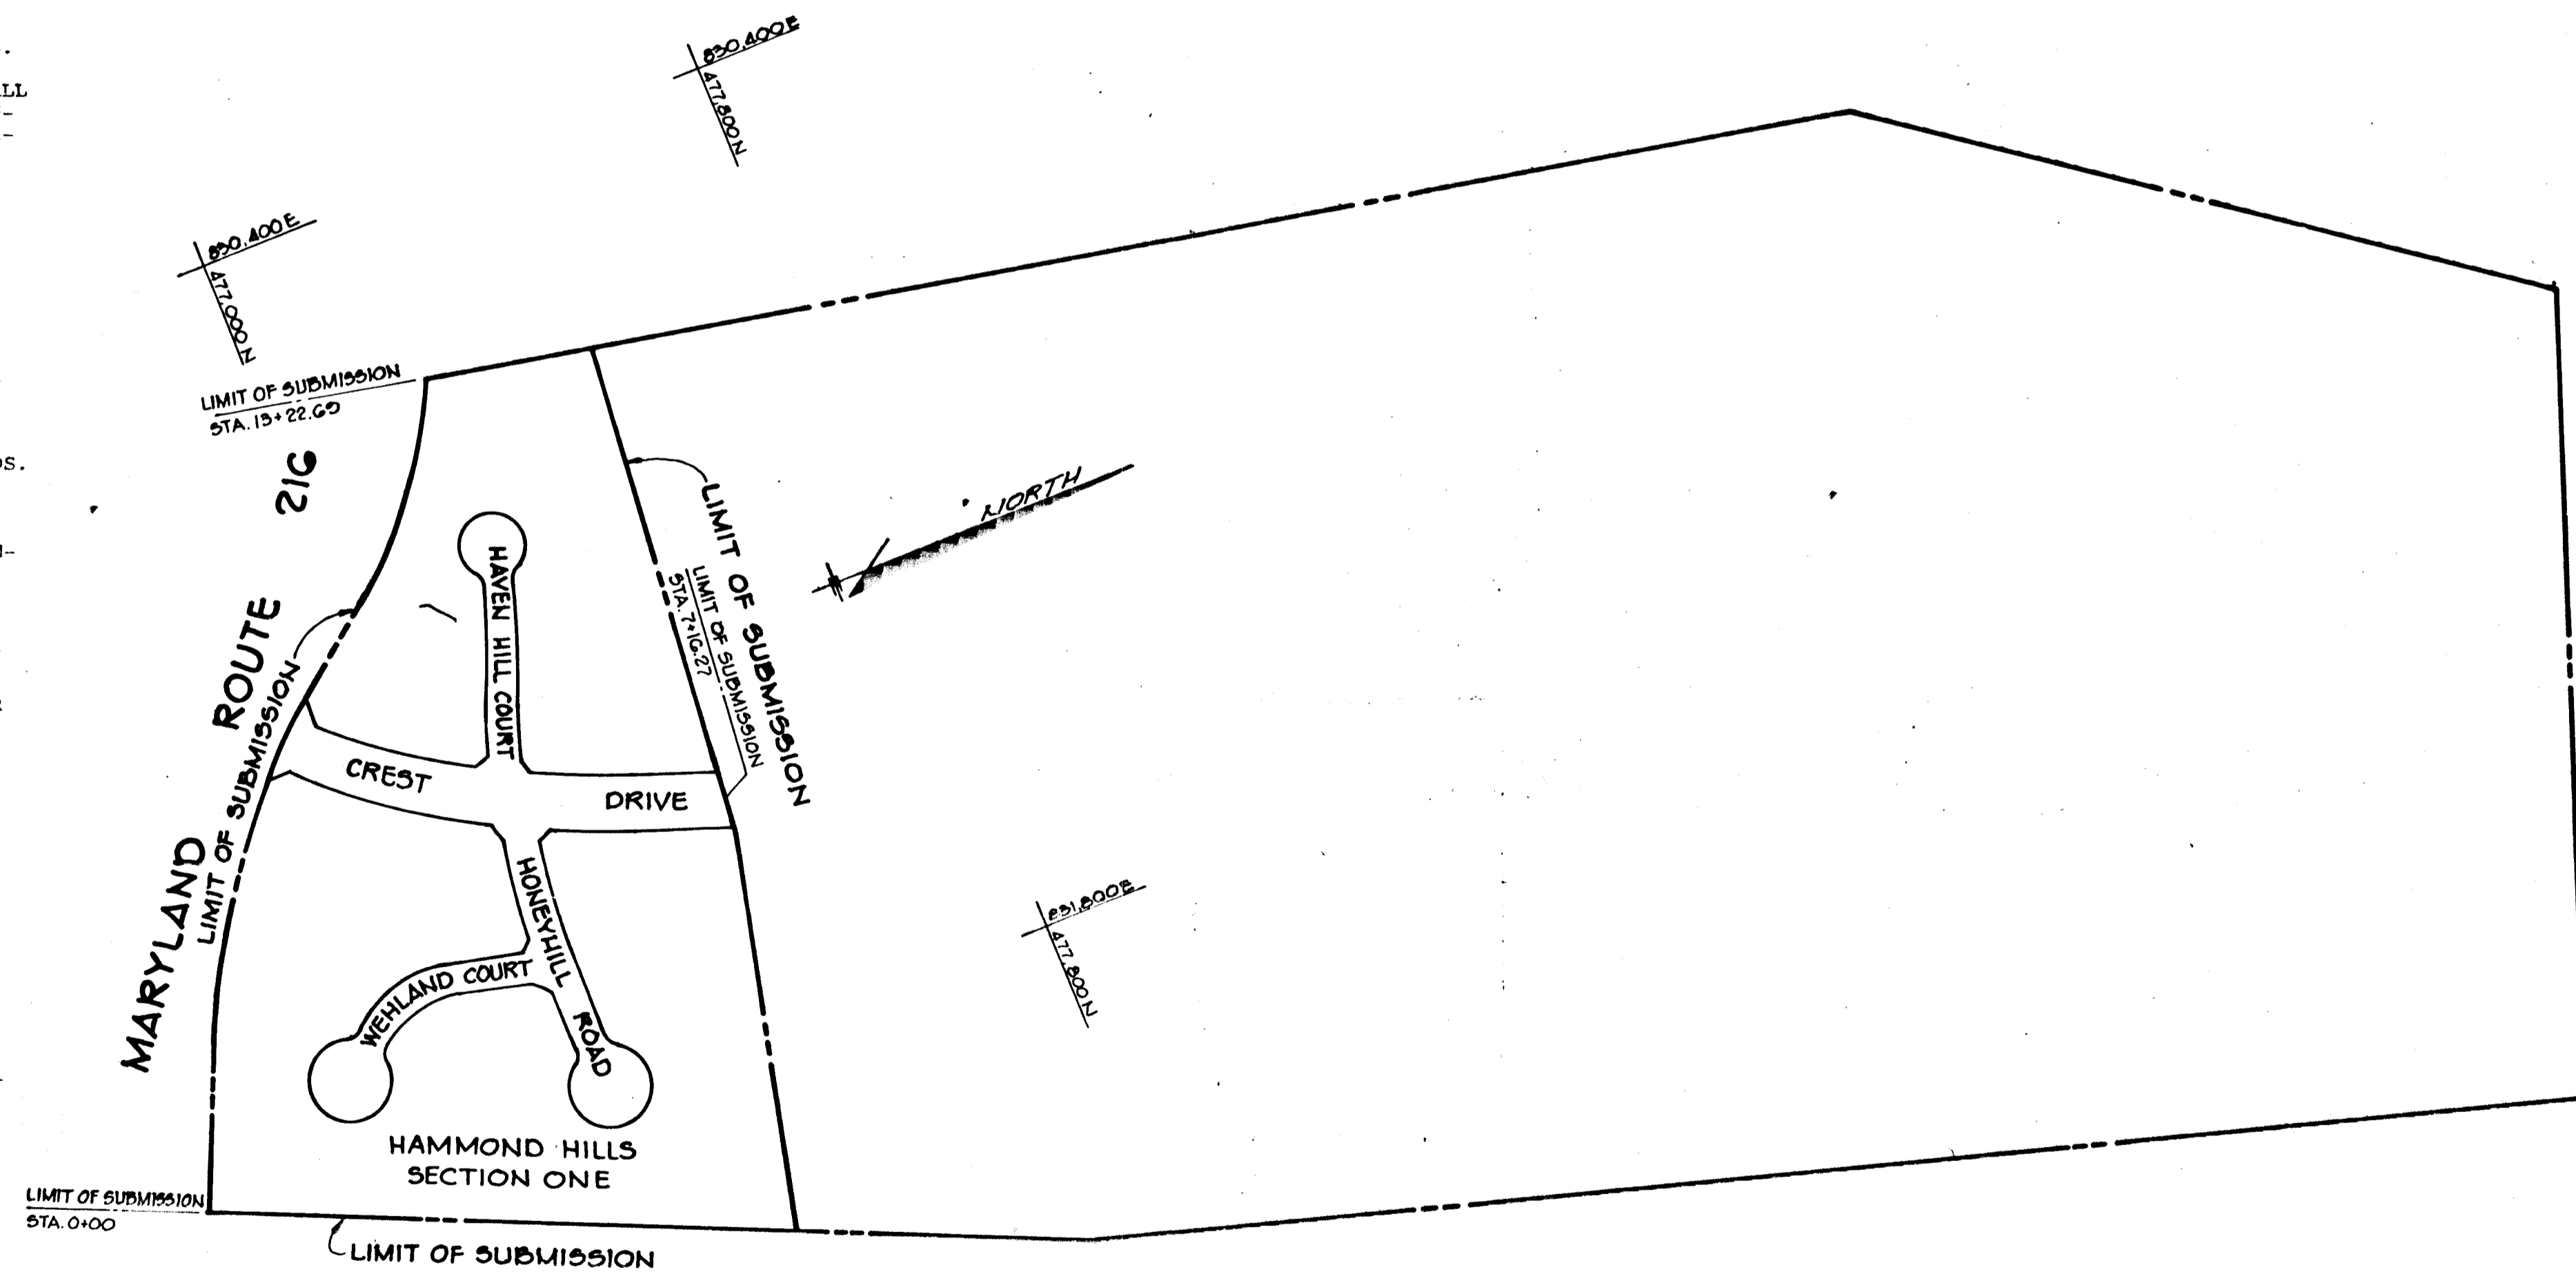 830,400E
477,800N
LL
830,400E
477,000N
LIMIT OF SUBMISSION
STA. 13+22.69
OS.
MARYLAND ROUTE 216
LIMIT OF SUBMISSION
HAVEN HILL COURT
LIMIT OF SUBMISSION
LIMIT OF SUBMISSION
STA. 7+16.27
NORTH
CREST DRIVE
HONEYHILL ROAD
WEHLAND COURT
831,800E
477,800N
HAMMOND HILLS
SECTION ONE
LIMIT OF SUBMISSION
STA. 0+00
LIMIT OF SUBMISSION